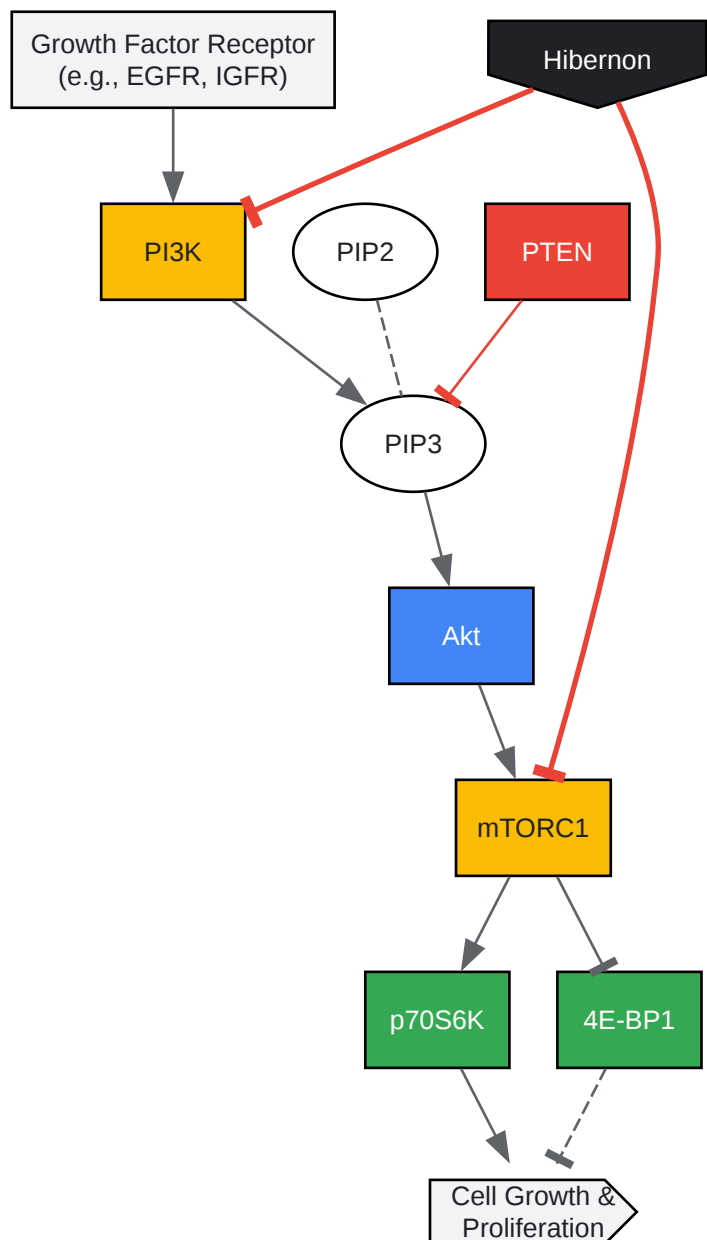 Growth Factor Receptor
(e.g., EGFR, IGFR)
Hibernon
PI3K
PIP2
PTEN
PIP3
Akt
mTORC1
p70S6K
4E-BP1
Cell Growth &
Proliferation